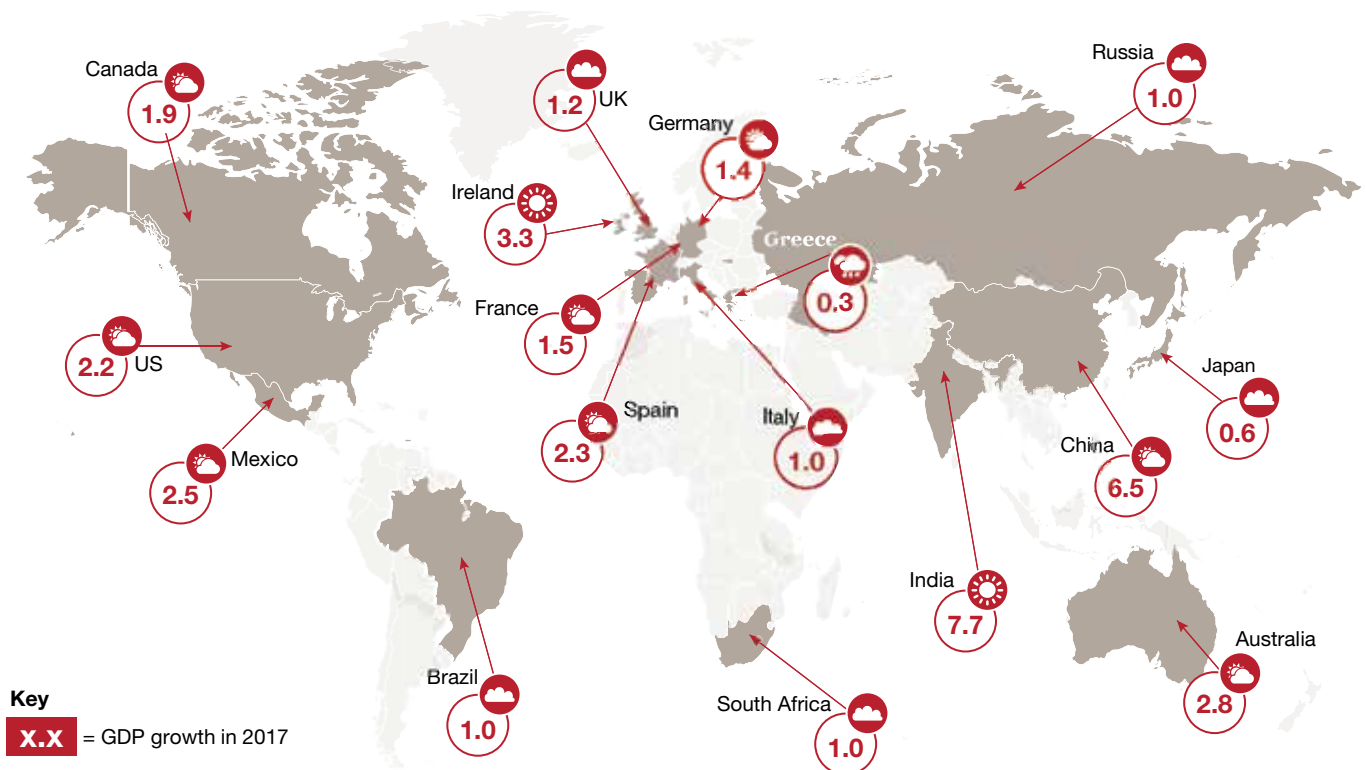 Canada
1.9
UK
1.2
Germany
1.4
Russia
1.0
Ireland
3.3
Greece
0.3
France
1.5
US
2.2
Spain
2.3
Italy
1.0
Japan
0.6
China
6.5
Mexico
2.5
India
7.7
Australia
2.8
Brazil
1.0
South Africa
1.0
Key
x.x = GDP growth in 2017